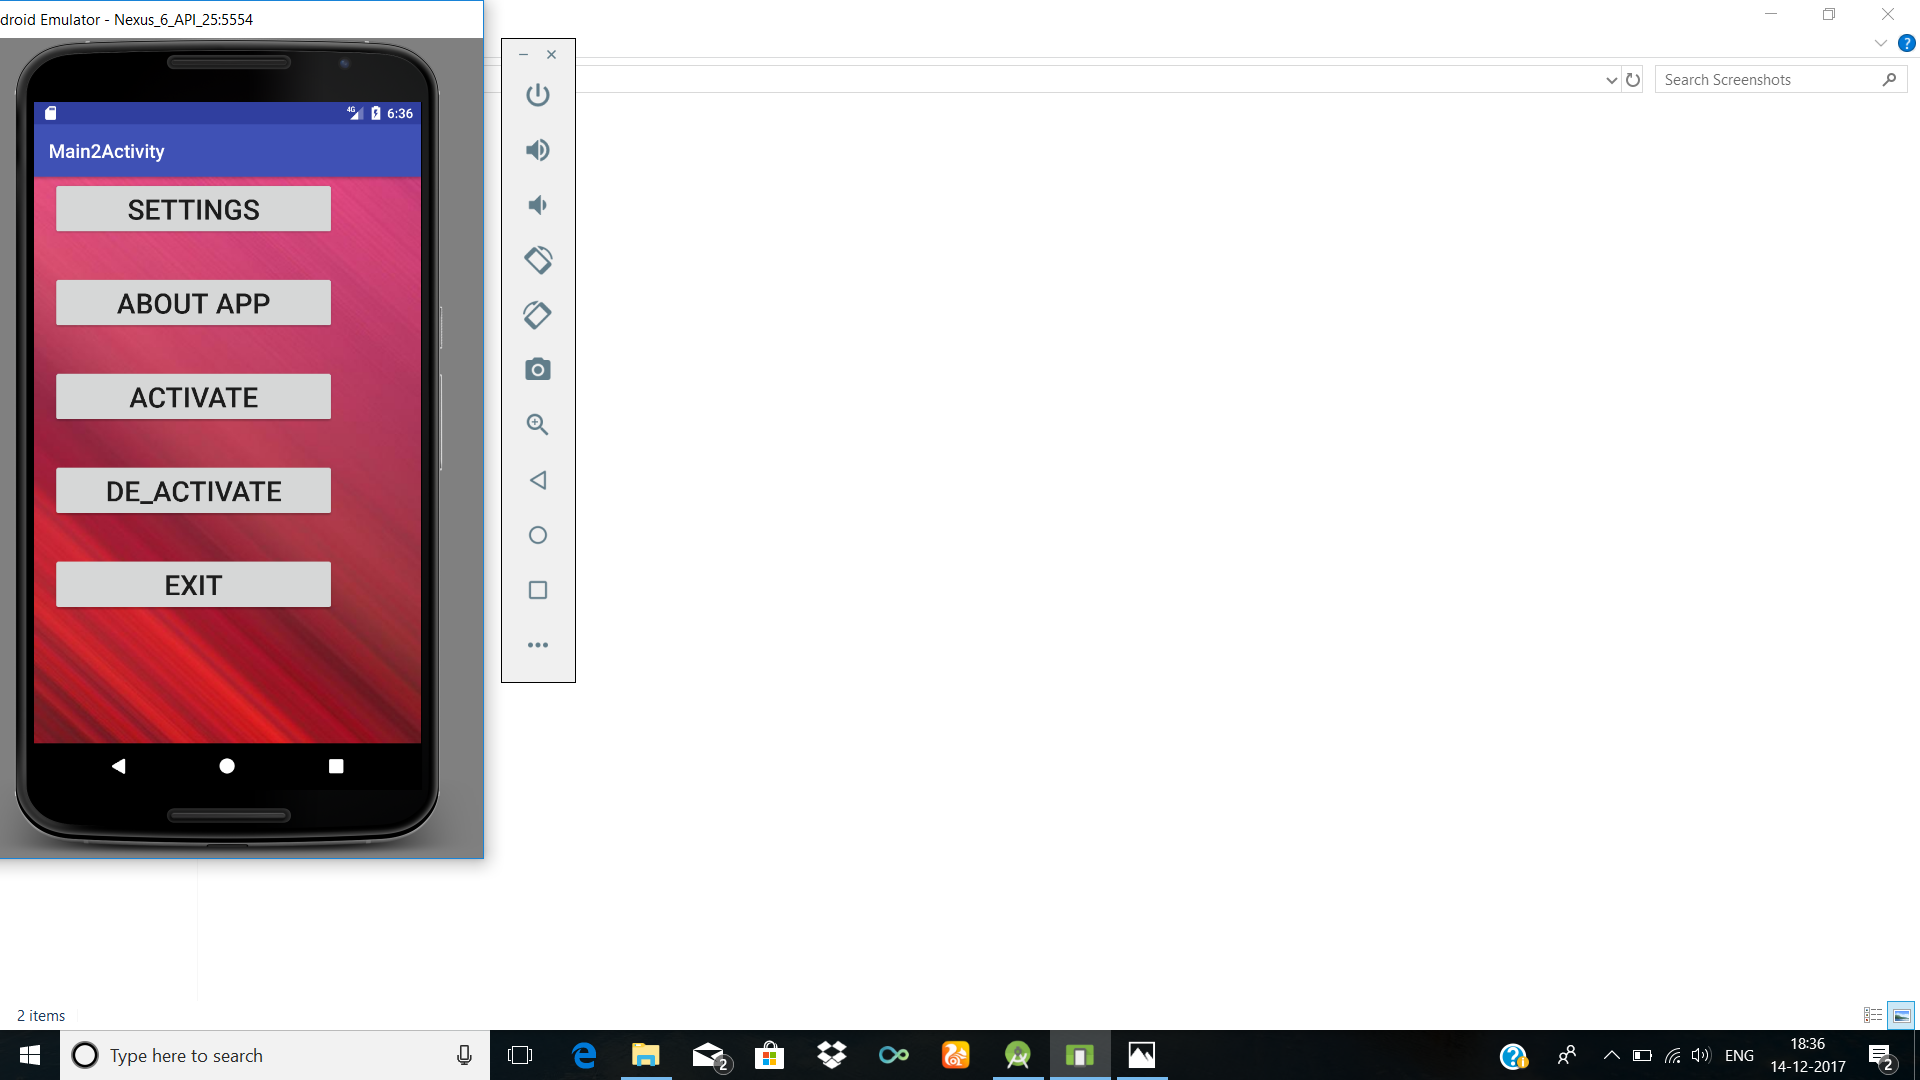 droid Emulator - Nexus_6_API_25:5554
Search Screenshots
4G 6:36
Main2Activity
SETTINGS
ABOUT APP
ACTIVATE
DE_ACTIVATE
EXIT
2 items
Type here to search
2
ENG
18:36
14-12-2017
2